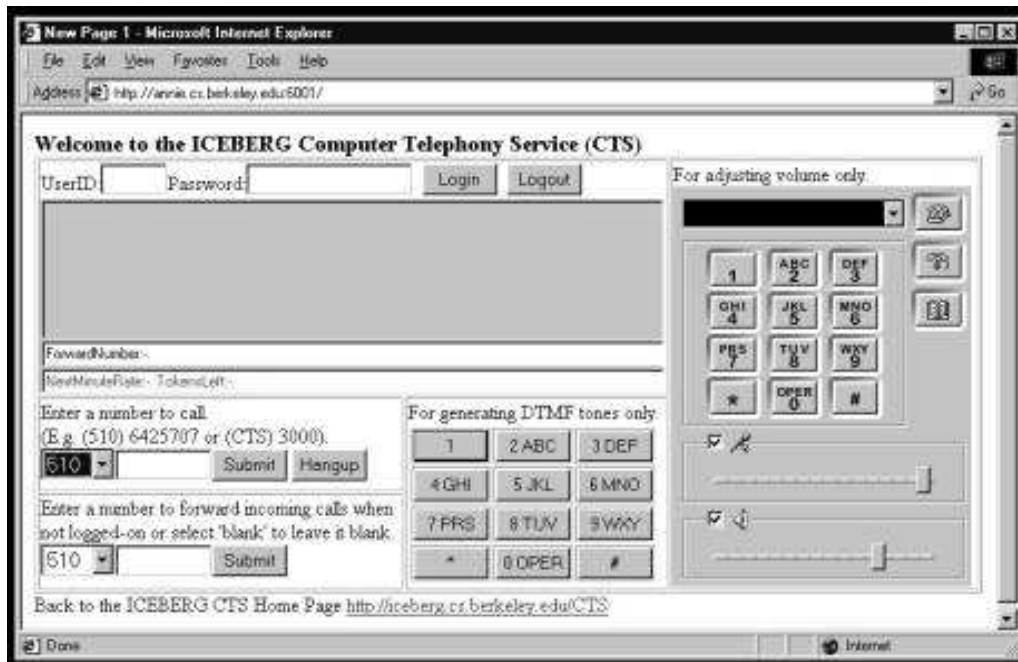 New Page 1 - Microsoft Internet Explorer
File Edit View Favorites Tools Help
Address http://annie.cs.berkeley.edu:6001/ Go
Welcome to the ICEBERG Computer Telephony Service (CTS)
UserID: Password: Login Logout
For adjusting volume only.
1 ABC 2 DEF 3
GHI 4 JKL 5 MNO 6
PRS 7 TUV 8 WXY 9
* OPER 0 #
ForwardNumber:-
NextMinuteRate:- TokensLeft:-
Enter a number to call.
(E.g. (510) 6425707 or (CTS) 3000).
510 Submit Hangup
Enter a number to forward incoming calls when
not logged-on or select 'blank' to leave it blank.
510 Submit
For generating DTMF tones only.
1 2 ABC 3 DEF
4 GHI 5 JKL 6 MNO
7 PRS 8 TUV 9 WXY
* 0 OPER #
Back to the ICEBERG CTS Home Page http://iceberg.cs.berkeley.edu/CTS
Done Internet